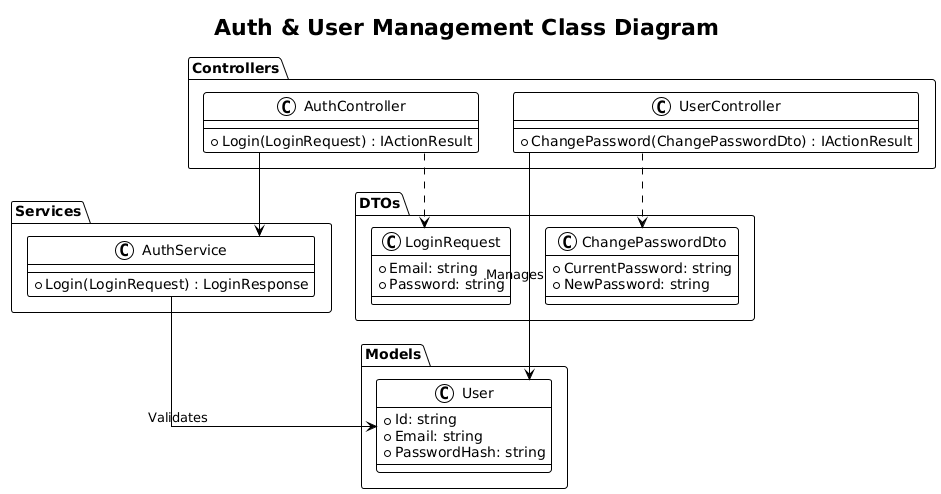 Auth & User Management Class Diagram
Controllers
C AuthController
Login(LoginRequest) : IActionResult
C UserController
ChangePassword(ChangePasswordDto) : IActionResult
Services
C AuthService
Login(LoginRequest) : LoginResponse
DTOs
C LoginRequest
Email: string
Password: string
Manages
C ChangePasswordDto
CurrentPassword: string
NewPassword: string
Models
C User
Id: string
Email: string
PasswordHash: string
Validates